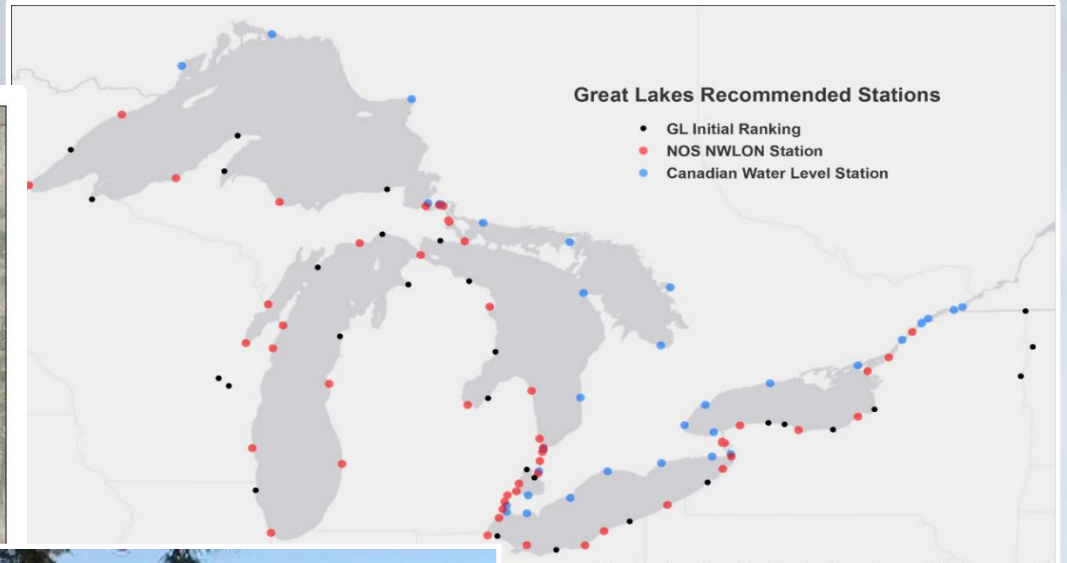 Great Lakes Recommended Stations
GL Initial Ranking
NOS NWLON Station
Canadian Water Level Station